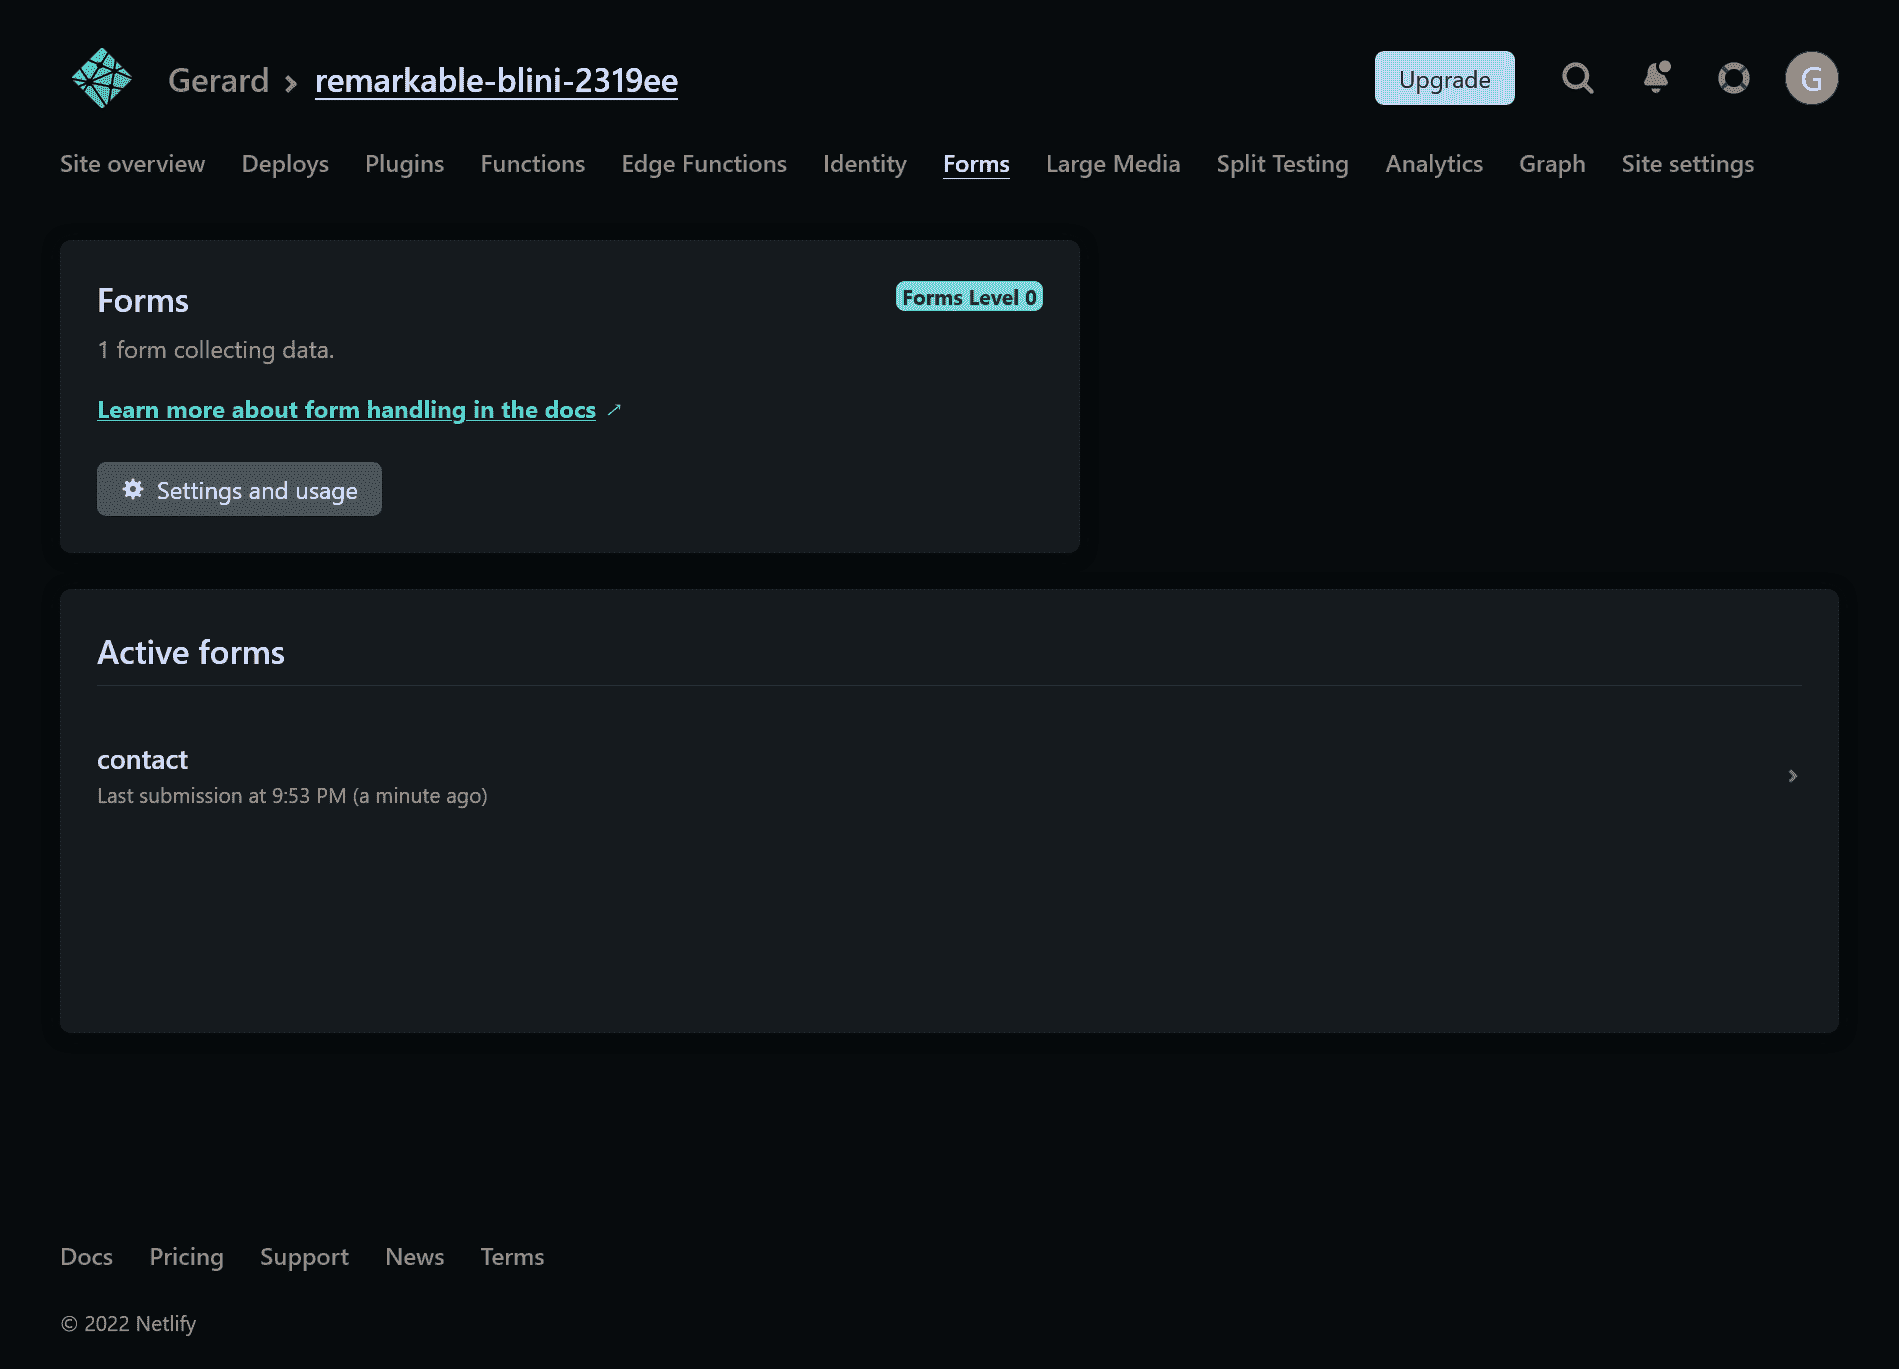 Gerard > remarkable-blini-2319ee
Upgrade
G
Site overview Deploys Plugins Functions Edge Functions Identity Forms Large Media Split Testing Analytics Graph Site settings
Forms
Forms Level 0
1 form collecting data.
Learn more about form handling in the docs ↗
Settings and usage
Active forms
contact
Last submission at 9:53 PM (a minute ago)
Docs Pricing Support News Terms
© 2022 Netlify